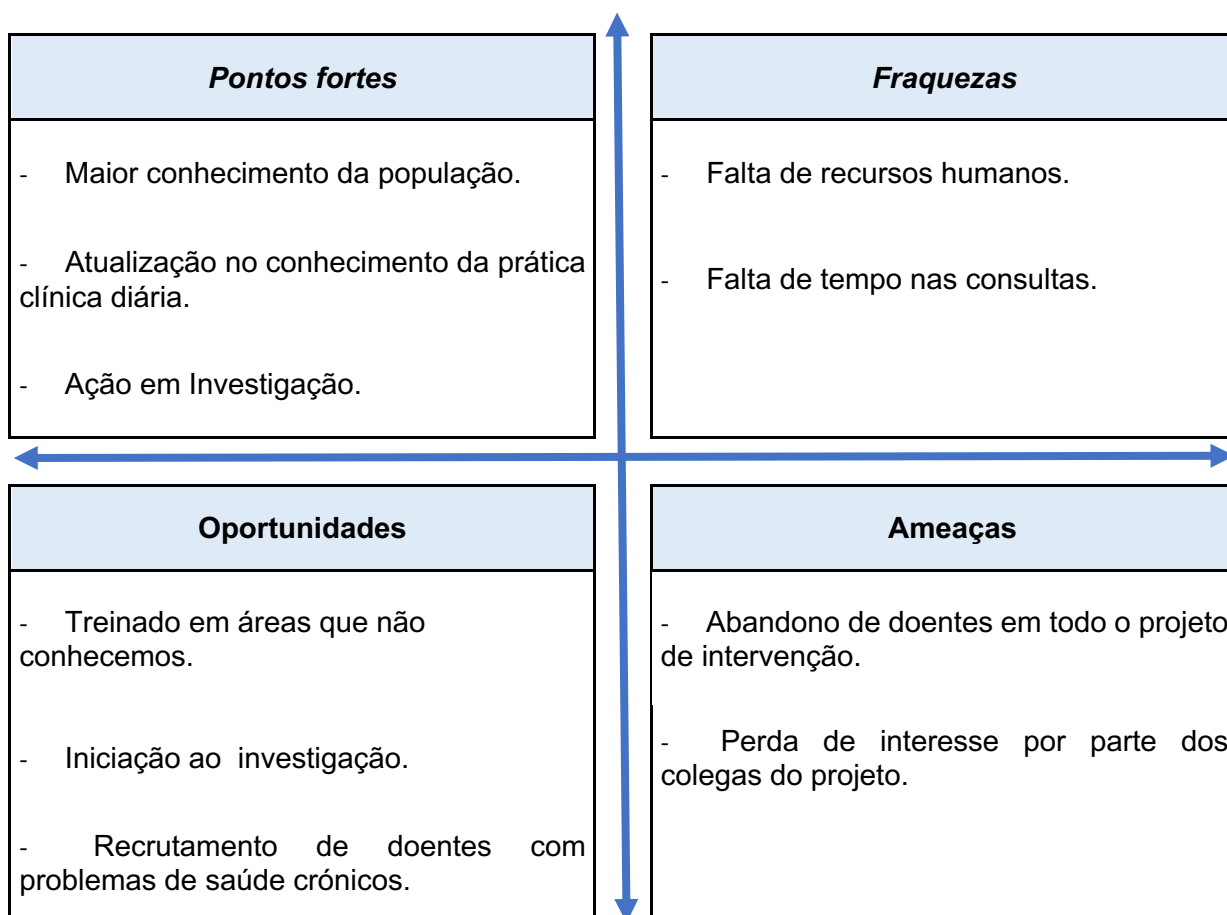 Pontos fortes
- Maior conhecimento da população.
- Atualização no conhecimento da prática
clínica diária.
- Ação em Investigação.
Fraquezas
- Falta de recursos humanos.
- Falta de tempo nas consultas.
Oportunidades
- Treinado em áreas que não
conhecemos.
- Iniciação ao investigação.
- Recrutamento de doentes com
problemas de saúde crónicos.
Ameaças
- Abandono de doentes em todo o projeto
de intervenção.
- Perda de interesse por parte dos
colegas do projeto.